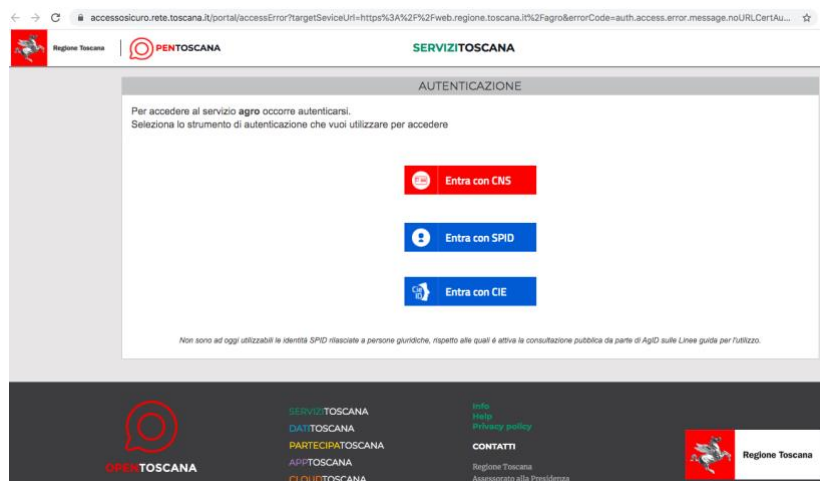 accessosicuro.rete.toscana.it/portal/accessError?targetSeviceUrl=https%3A%2F%2Fweb.regione.toscana.it%2Fagro&errorCode=auth.access.error.message.noURLCertAu...
Regione Toscana
OPENTOSCANA
SERVIZITOSCANA
AUTENTICAZIONE
Per accedere al servizio agro occorre autenticarsi.
Seleziona lo strumento di autenticazione che vuoi utilizzare per accedere
Entra con CNS
Entra con SPID
Entra con CIE
Non sono ad oggi utilizzabili le identità SPID rilasciate a persone giuridiche, rispetto alle quali è attiva la consultazione pubblica da parte di AgID sulle Linee guida per l'utilizzo.
OPENTOSCANA
SERVIZITOSCANA
DATITOSCANA
PARTECIPATOSCANA
APPTOSCANA
CLOUDTOSCANA
Info
Help
Privacy policy
CONTATTI
Regione Toscana
Assessorato alla Presidenza
Regione Toscana